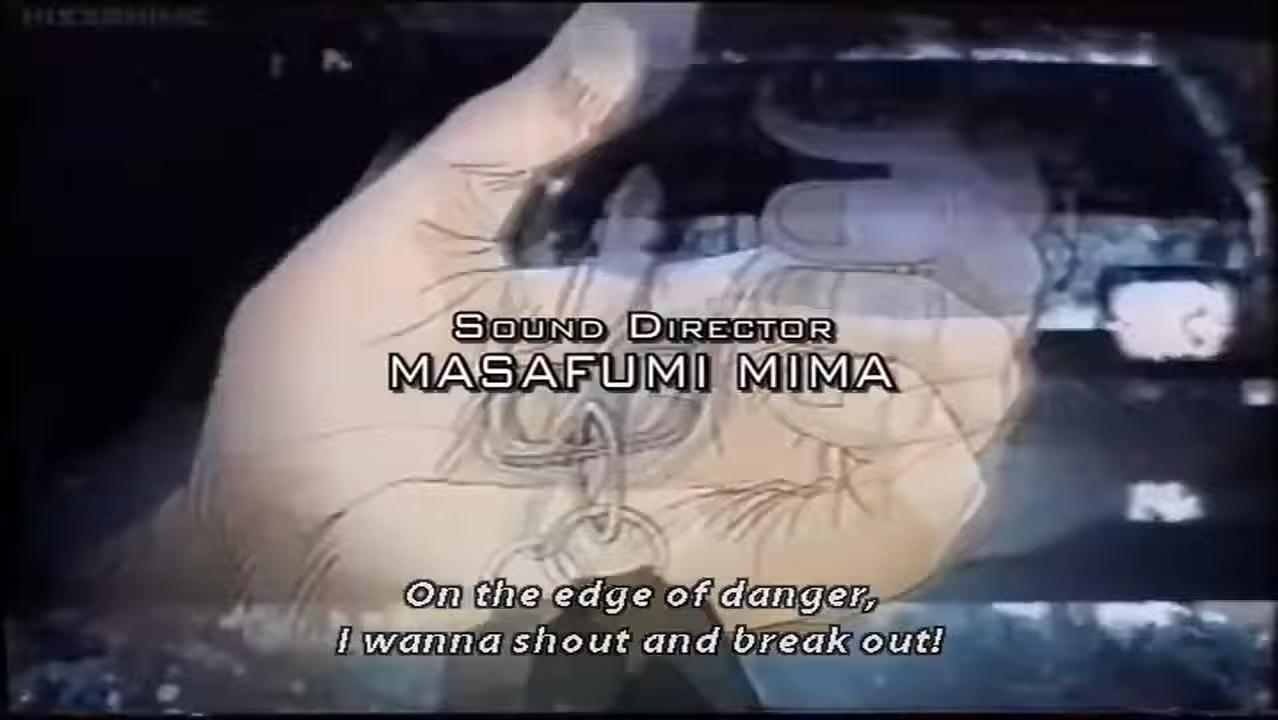 SOUND DIRECTOR
MASAFUMI MIMA
On the edge of danger,
I wanna shout and break out!